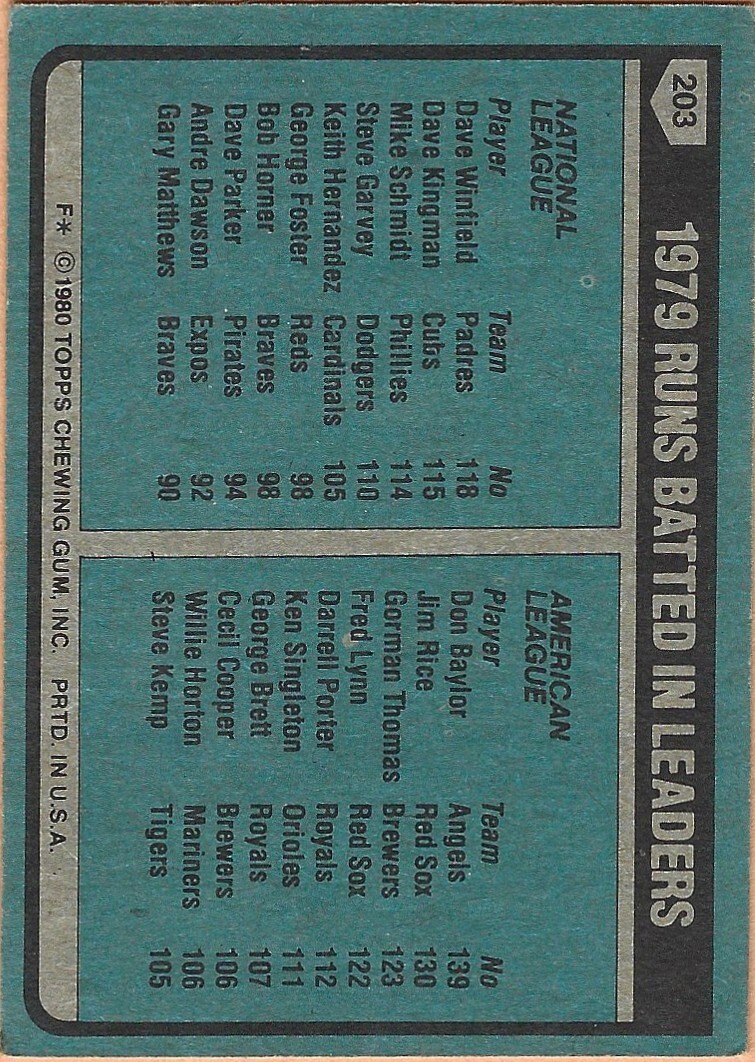 203
1979 RUNS BATTED IN LEADERS
NATIONAL
LEAGUE
Player Team No
Dave Winfield Padres 118
Dave Kingman Cubs 115
Mike Schmidt Phillies 114
Steve Garvey Dodgers 110
Keith Hernandez Cardinals 105
George Foster Reds 98
Bob Horner Braves 98
Dave Parker Pirates 94
Andre Dawson Expos 92
Gary Matthews Braves 90
AMERICAN
LEAGUE
Player Team No
Don Baylor Angels 139
Jim Rice Red Sox 130
Gorman Thomas Brewers 123
Fred Lynn Red Sox 122
Darrell Porter Royals 112
Ken Singleton Orioles 111
George Brett Royals 107
Cecil Cooper Brewers 106
Willie Horton Mariners 106
Steve Kemp Tigers 105
F* © 1980 TOPPS CHEWING GUM, INC. PRTD. IN U.S.A.